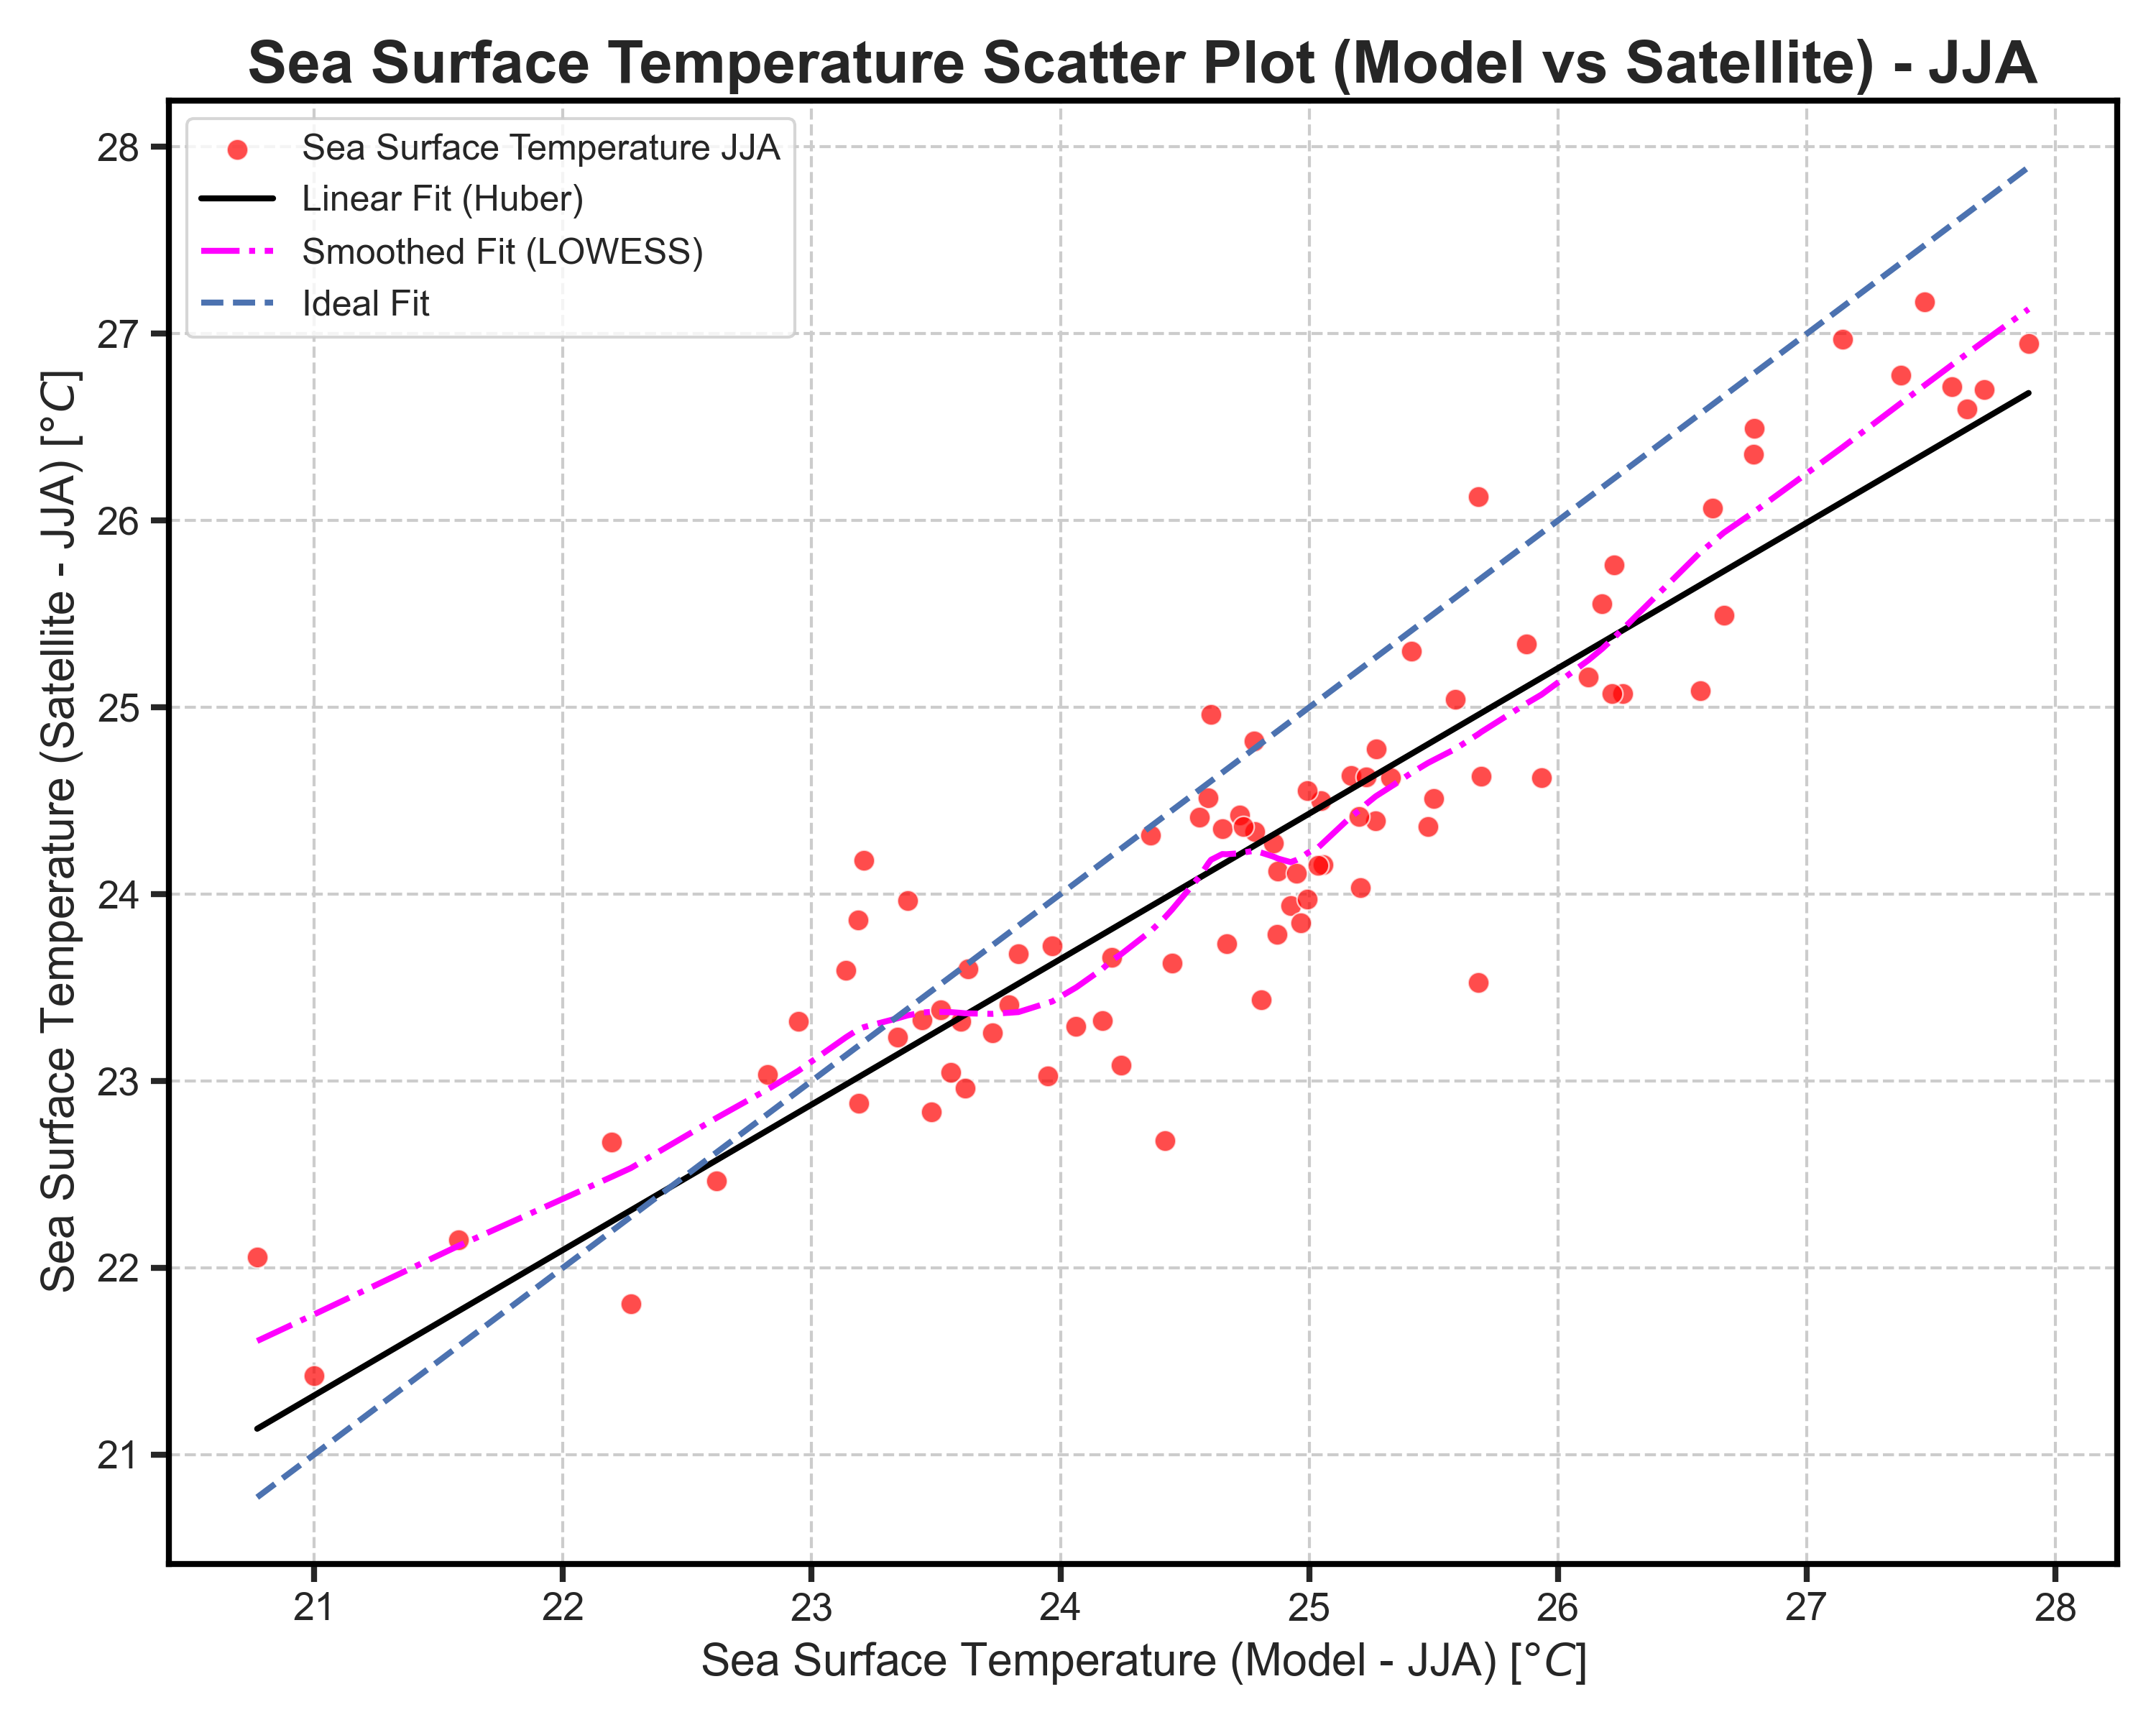 Sea Surface Temperature Scatter Plot (Model vs Satellite) - JJA
Sea Surface Temperature JJA
Linear Fit (Huber)
Smoothed Fit (LOWESS)
Ideal Fit
Sea Surface Temperature (Satellite - JJA) [°C]
28
27
26
25
24
23
22
21
21
22
23
24
25
26
27
28
Sea Surface Temperature (Model - JJA) [°C]